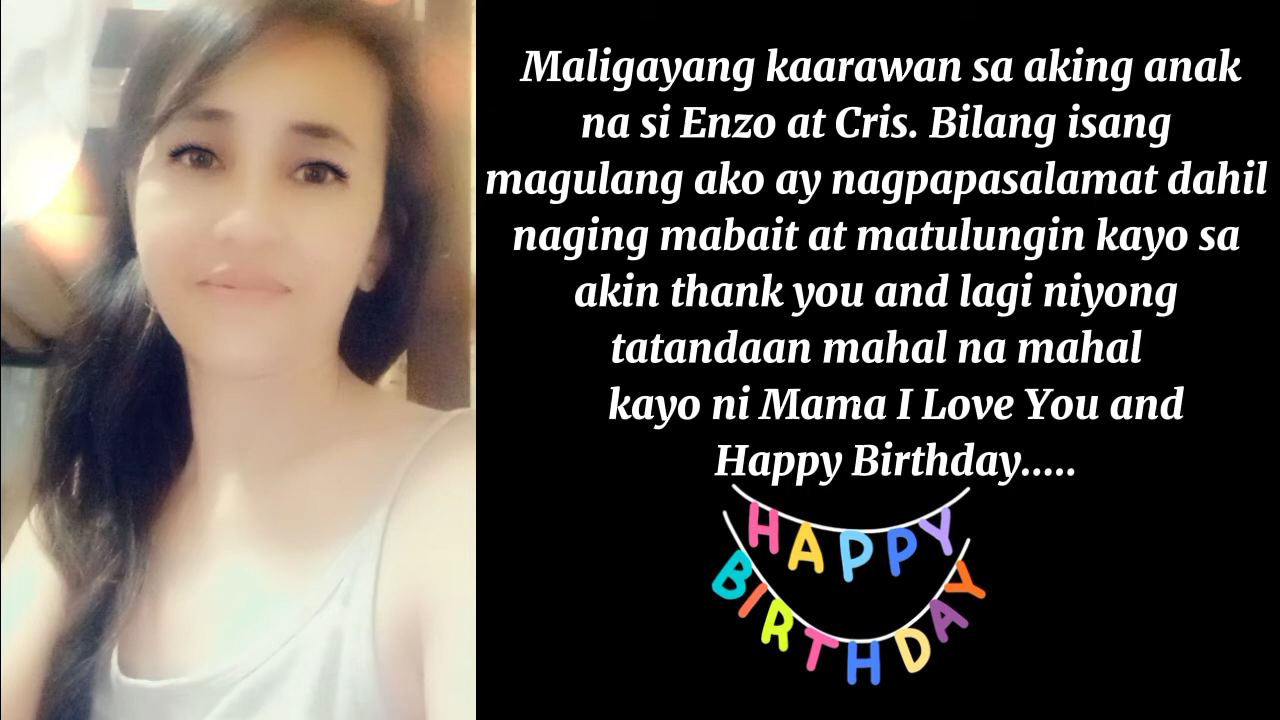 Maligayang kaarawan sa aking anak
na si Enzo at Cris. Bilang isang
magulang ako ay nagpapasalamat dahil
naging mabait at matulungin kayo sa
akin thank you and lagi niyong
tatandaan mahal na mahal
kayo ni Mama I Love You and
Happy Birthday.....
HAPPY
BIRTHDAY